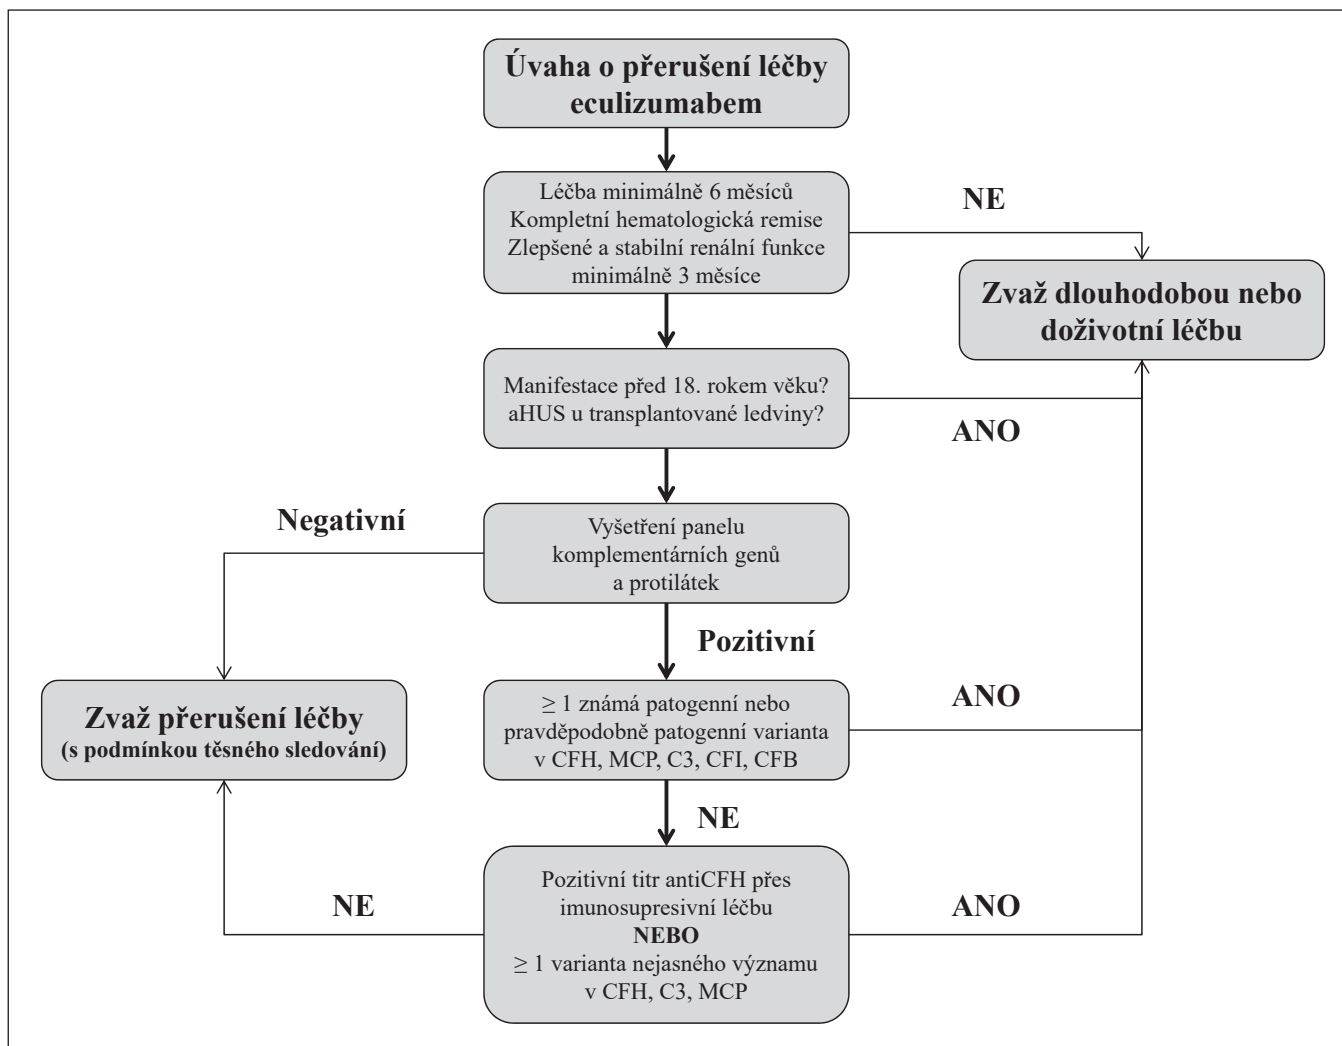 Úvaha o přerušení léčby
eculizumabem
Léčba minimálně 6 měsíců
Kompletní hematologická remise
Zlepšené a stabilní renální funkce
minimálně 3 měsíce
NE
Zvaž dlouhodobou nebo
doživotní léčbu
Manifestace před 18. rokem věku?
aHUS u transplantované ledviny?
ANO
Negativní
Vyšetření panelu
komplementárních genů
a protilátek
Pozitivní
Zvaž přerušení léčby
(s podmínkou těsného sledování)
≥ 1 známá patogenní nebo
pravděpodobně patogenní varianta
v CFH, MCP, C3, CFI, CFB
ANO
NE
NE
Pozitivní titr antiCFH přes
imunosupresivní léčbu
NEBO
≥ 1 varianta nejasného významu
v CFH, C3, MCP
ANO